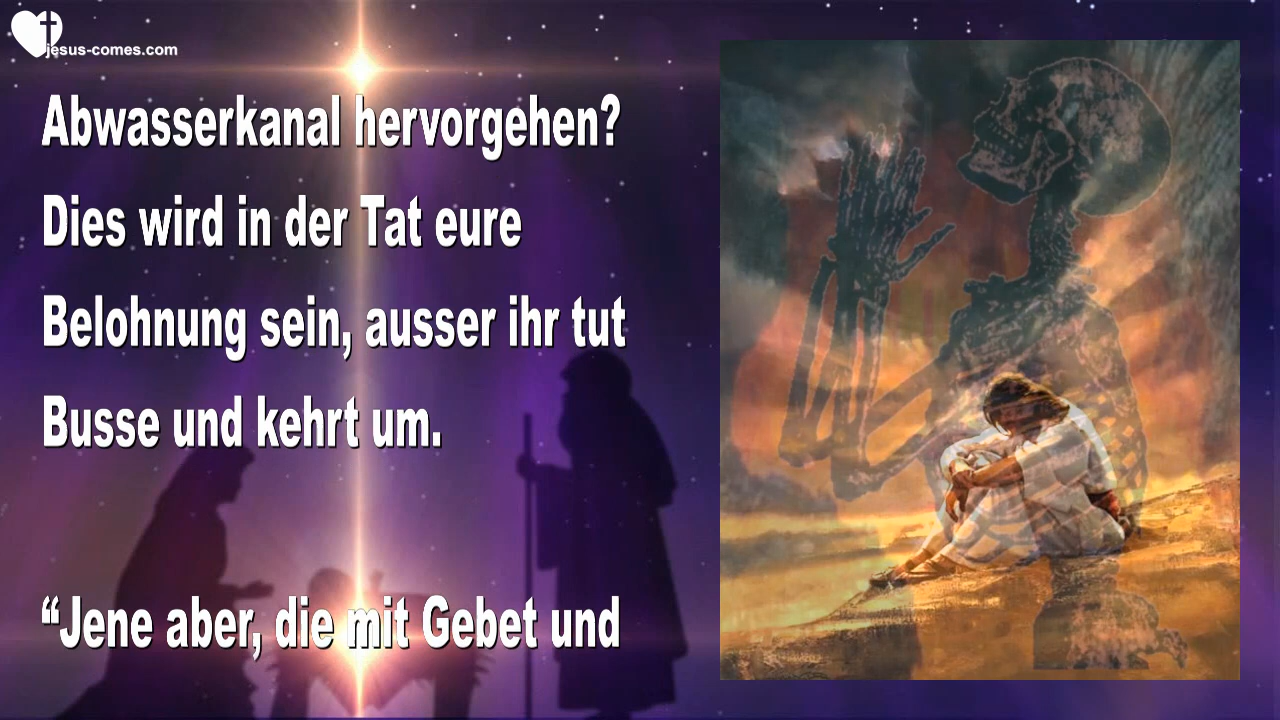 jesus-comes.com
Abwasserkanal hervorgehen?
Dies wird in der Tat eure
Belohnung sein, ausser ihr tut
Busse und kehrt um.
“Jene aber, die mit Gebet und